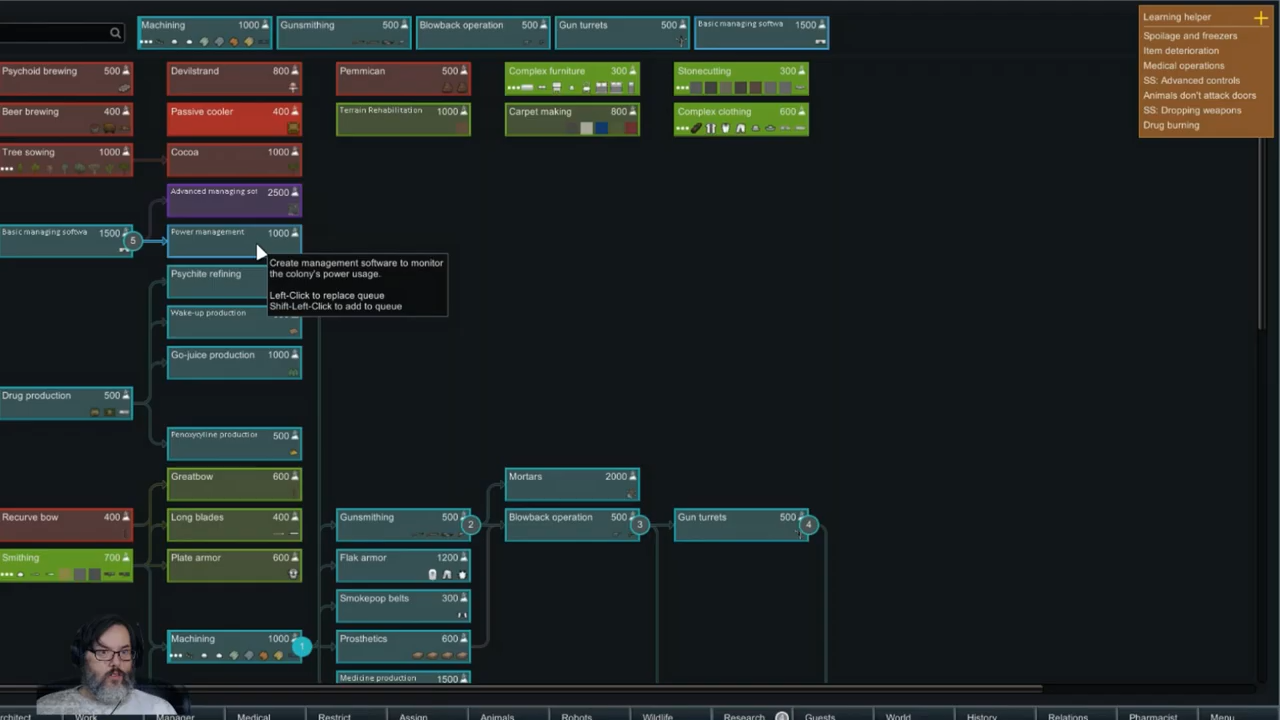 Machining 1000
Gunsmithing 500
Blowback operation 500
Gun turrets 500
Basic managing softwa 1500
Learning helper
Spoilage and freezers
Item deterioration
Medical operations
SS: Advanced controls
Animals don't attack doors
SS: Dropping weapons
Drug burning
Psychoid brewing 500
Devilstrand 800
Pemmican 500
Complex furniture 300
Stonecutting 300
Beer brewing 400
Passive cooler 400
Terrain Rehabilitation 1000
Carpet making 800
Complex clothing 600
Tree sowing 1000
Cocoa 1000
Advanced managing sof 2500
Basic managing softwa 1500
5
Power management 1000
Create management software to monitor
the colony's power usage.
Left-Click to replace queue
Shift-Left-Click to add to queue
Psychite refining
Wake-up production
Go-juice production 1000
Drug production 500
Penoxycyline production 500
Greatbow 600
Mortars 2000
Recurve bow 400
Long blades 400
Gunsmithing 500
2
Blowback operation 500
3
Gun turrets 500
4
Smithing 700
Plate armor 600
Flak armor 1200
Smokepop belts 300
Machining 1000
1
Prosthetics 600
Medicine production 1500
rchitect
Work
Manager
Medical
Restrict
Assign
Animals
Robots
Wildlife
Research
Guests
World
History
Relations
Pharmacist
Menu